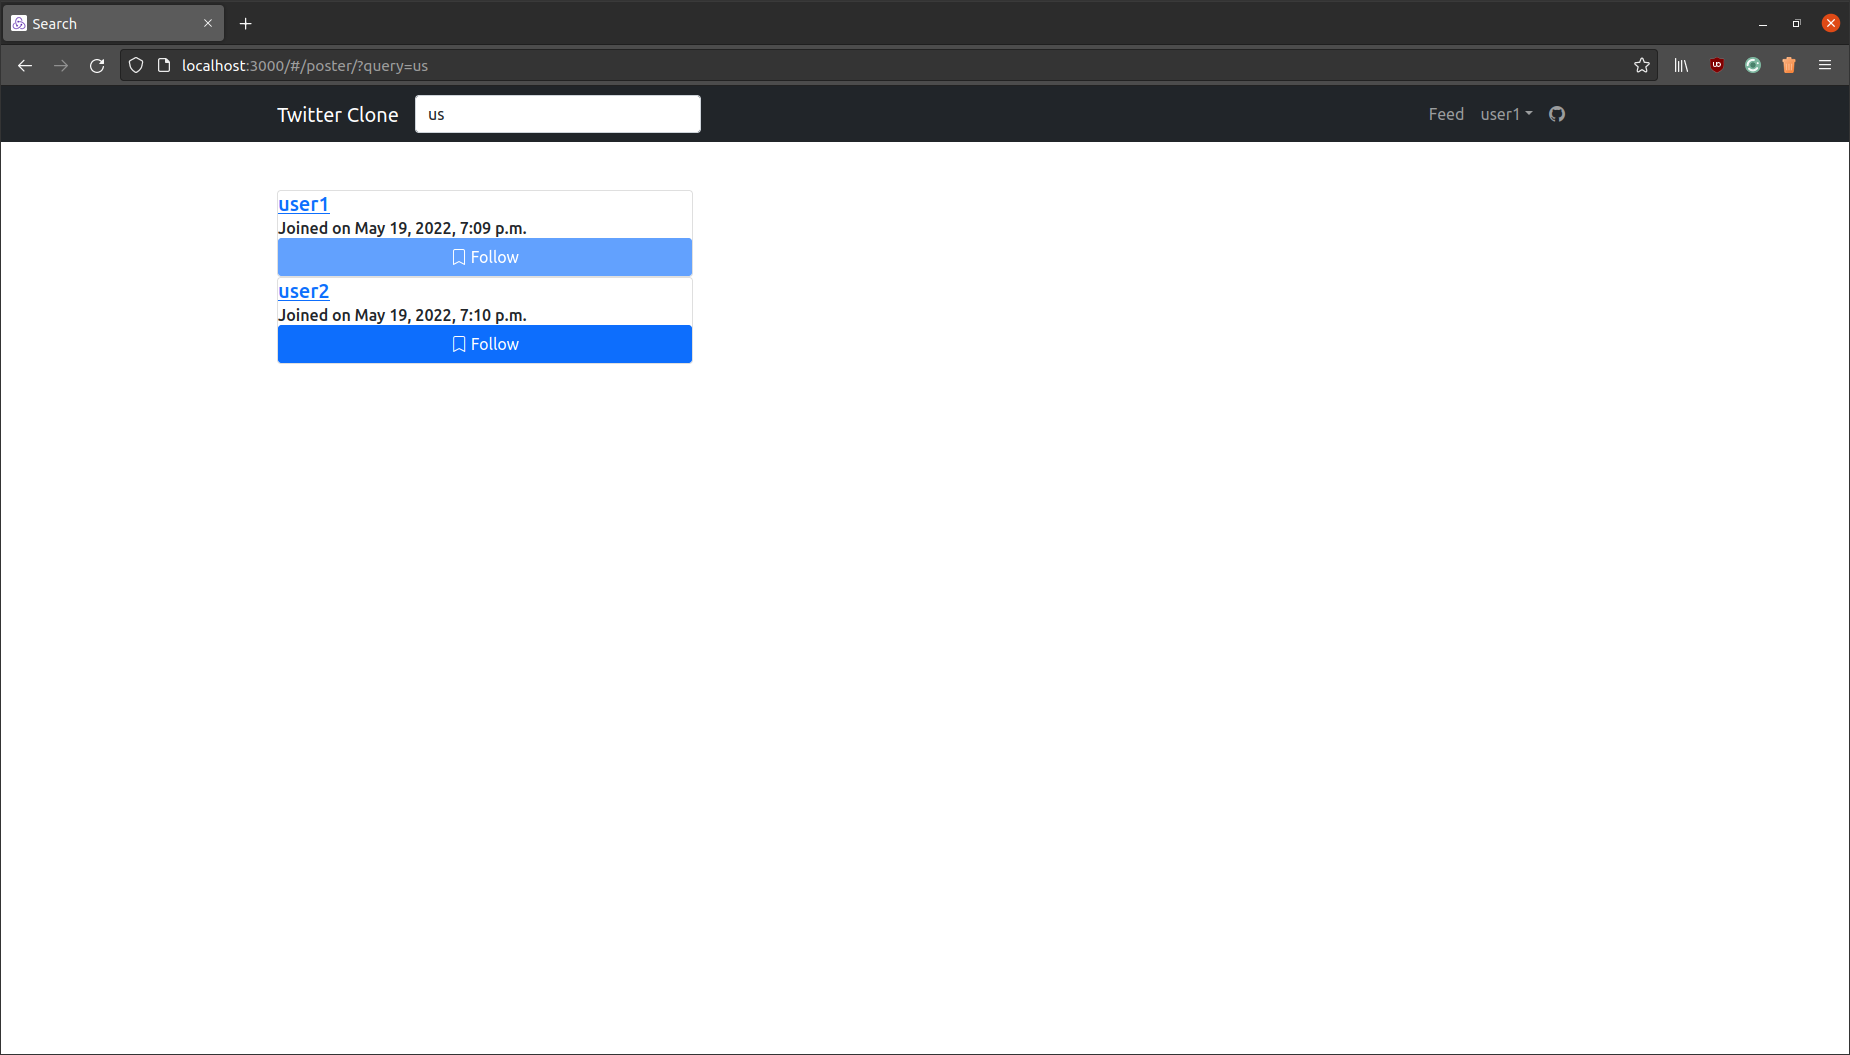 Search
localhost:3000/#/poster/?query=us
Twitter Clone us Feed user1
user1
Joined on May 19, 2022, 7:09 p.m.
Follow
user2
Joined on May 19, 2022, 7:10 p.m.
Follow